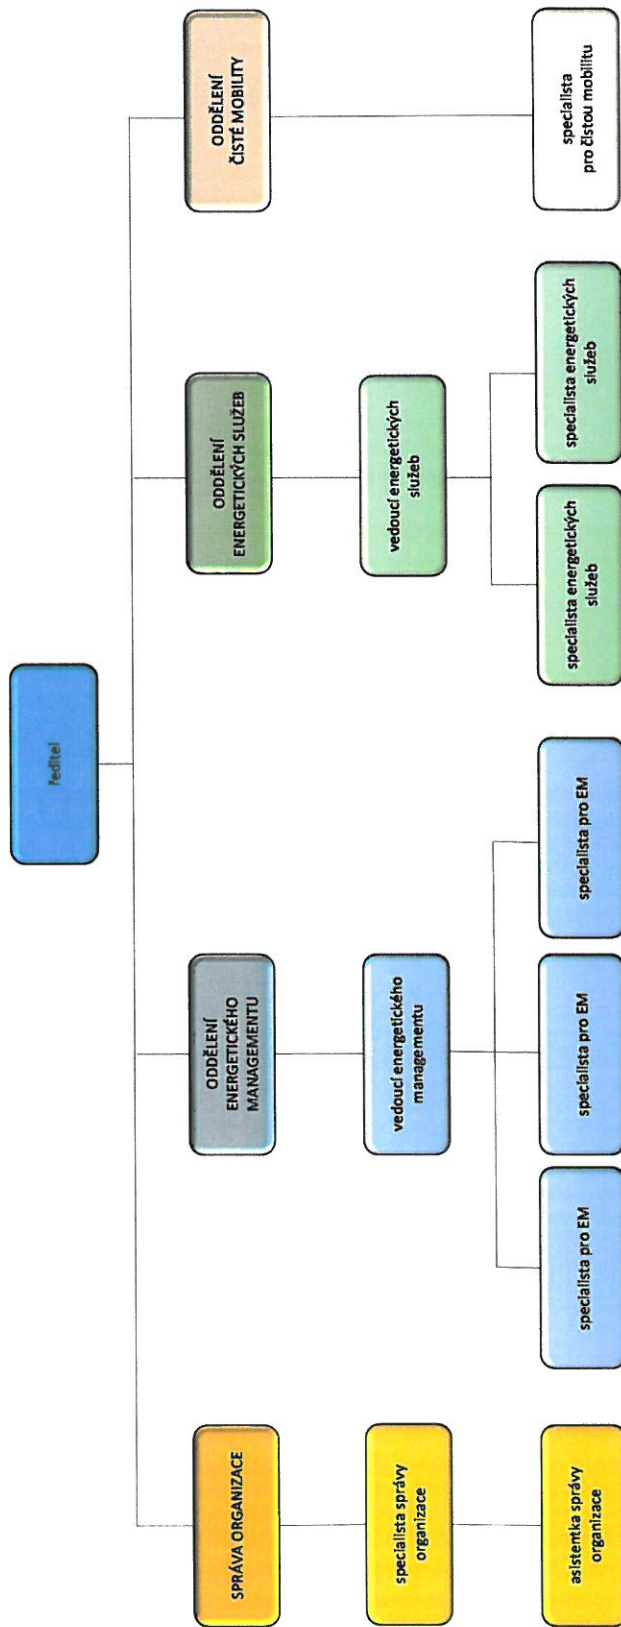 ředitel
SPRÁVA ORGANIZACE
ODDĚLENÍ
ENERGETICKÉHO
MANAGEMENTU
ODDĚLENÍ
ENERGETICKÝCH SLUŽEB
ODDĚLENÍ
ČISTÉ MOBILITY
specialista správy
organizace
vedoucí energetického
managementu
vedoucí energetických
služeb
asistentka správy
organizace
specialista pro EM
specialista pro EM
specialista pro EM
specialista energetických
služeb
specialista energetických
služeb
specialista
pro čistou mobilitu